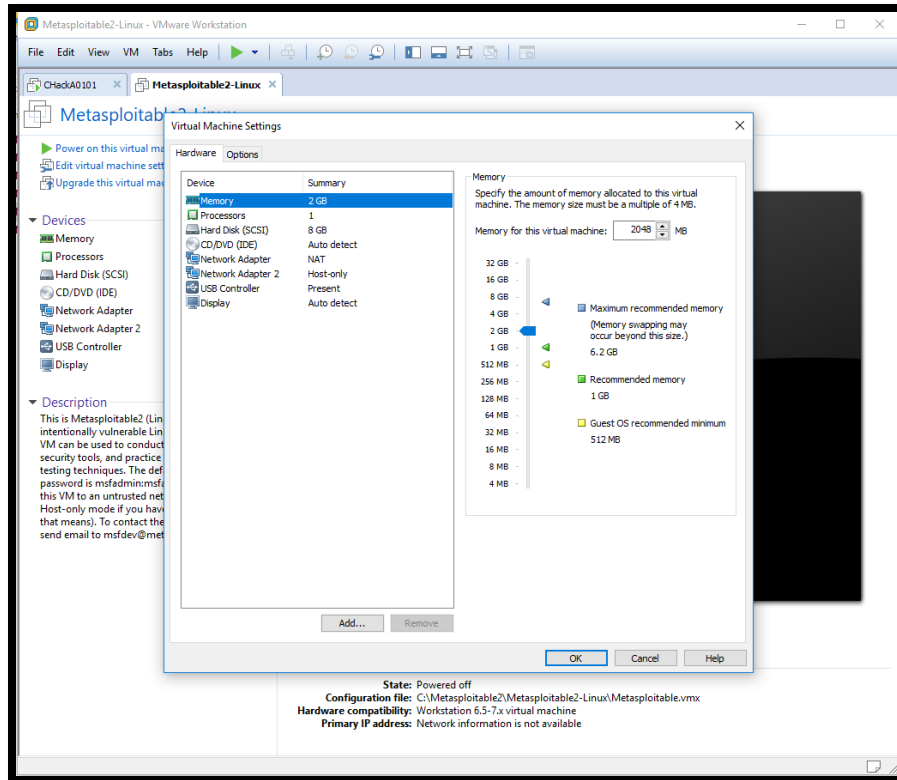 Metasploitable2-Linux - VMware Workstation
File Edit View VM Tabs Help
CHackA0101 Metasploitable2-Linux
Metasploitable2-Linux
Power on this virtual ma
Edit virtual machine sett
Upgrade this virtual mac
Devices
Memory
Processors
Hard Disk (SCSI)
CD/DVD (IDE)
Network Adapter
Network Adapter 2
USB Controller
Display
Description
This is Metasploitable2 (Lin
intentionally vulnerable Lin
VM can be used to conduct
security tools, and practice
testing techniques. The def
password is msfadmin:msfa
this VM to an untrusted net
Host-only mode if you have
that means). To contact the
send email to msfdev@met
Virtual Machine Settings
Hardware Options
Device Summary
Memory 2 GB
Processors 1
Hard Disk (SCSI) 8 GB
CD/DVD (IDE) Auto detect
Network Adapter NAT
Network Adapter 2 Host-only
USB Controller Present
Display Auto detect
Add... Remove
Memory
Specify the amount of memory allocated to this virtual
machine. The memory size must be a multiple of 4 MB.
Memory for this virtual machine: 2048 MB
32 GB
16 GB
8 GB
4 GB
2 GB
1 GB
512 MB
256 MB
128 MB
64 MB
32 MB
16 MB
8 MB
4 MB
Maximum recommended memory
(Memory swapping may
occur beyond this size.)
6.2 GB
Recommended memory
1 GB
Guest OS recommended minimum
512 MB
OK Cancel Help
State: Powered off
Configuration file: C:\Metasploitable2\Metasploitable2-Linux\Metasploitable.vmx
Hardware compatibility: Workstation 6.5-7.x virtual machine
Primary IP address: Network information is not available